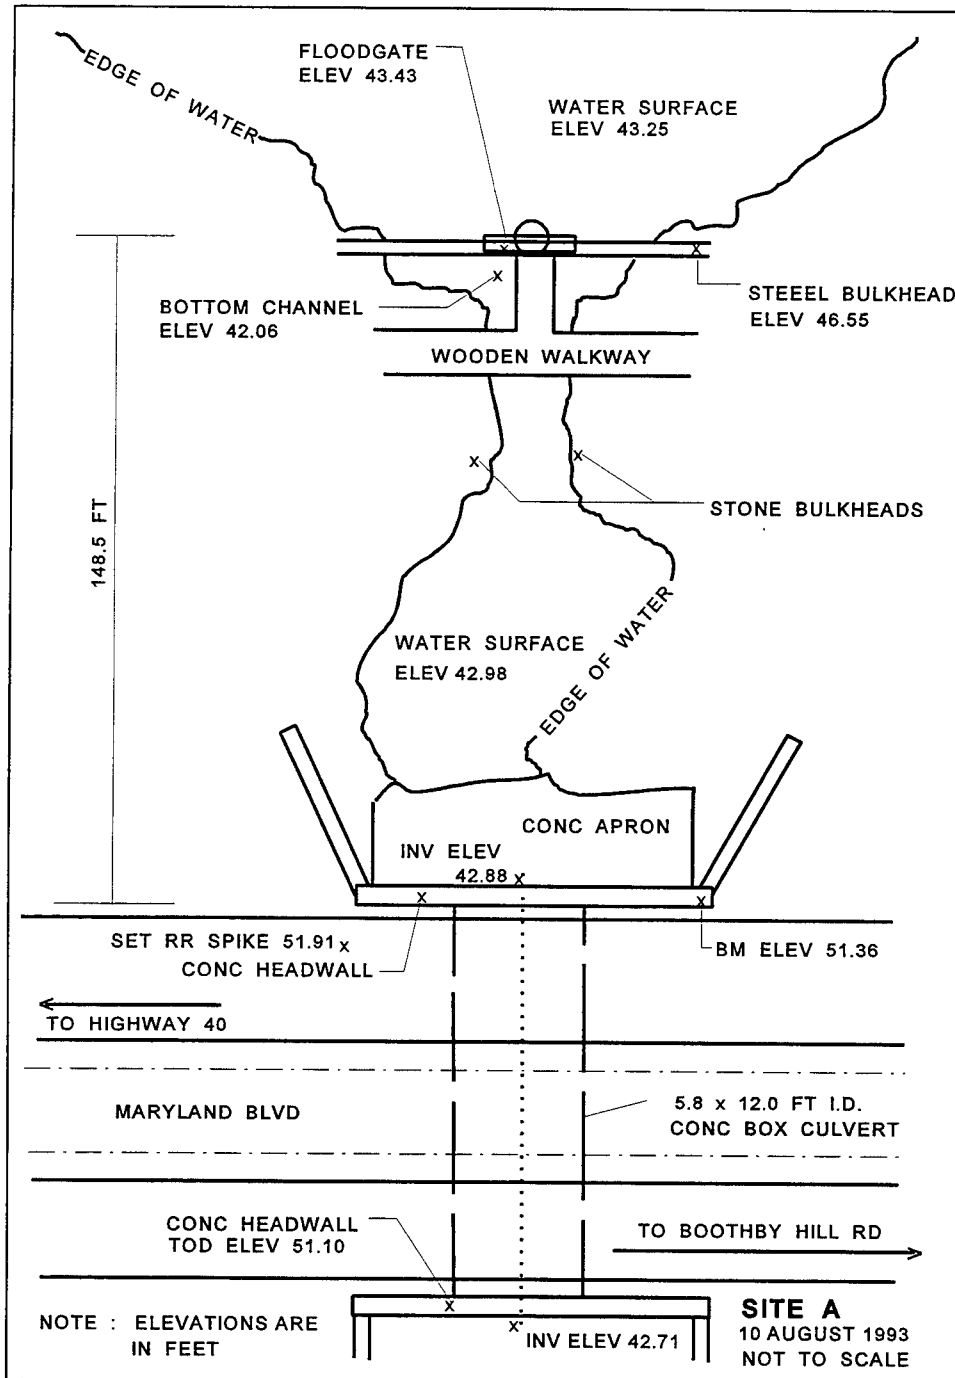 FLOODGATE
ELEV 43.43
EDGE OF WATER
WATER SURFACE
ELEV 43.25
BOTTOM CHANNEL
ELEV 42.06
STEEEL BULKHEAD
ELEV 46.55
WOODEN WALKWAY
STONE BULKHEADS
148.5 FT
WATER SURFACE
ELEV 42.98
EDGE OF WATER
CONC APRON
INV ELEV
42.88 x
SET RR SPIKE 51.91 x
CONC HEADWALL
BM ELEV 51.36
TO HIGHWAY 40
MARYLAND BLVD
5.8 x 12.0 FT I.D.
CONC BOX CULVERT
CONC HEADWALL
TOD ELEV 51.10
TO BOOTHBY HILL RD
NOTE : ELEVATIONS ARE
IN FEET
x INV ELEV 42.71
SITE A
10 AUGUST 1993
NOT TO SCALE